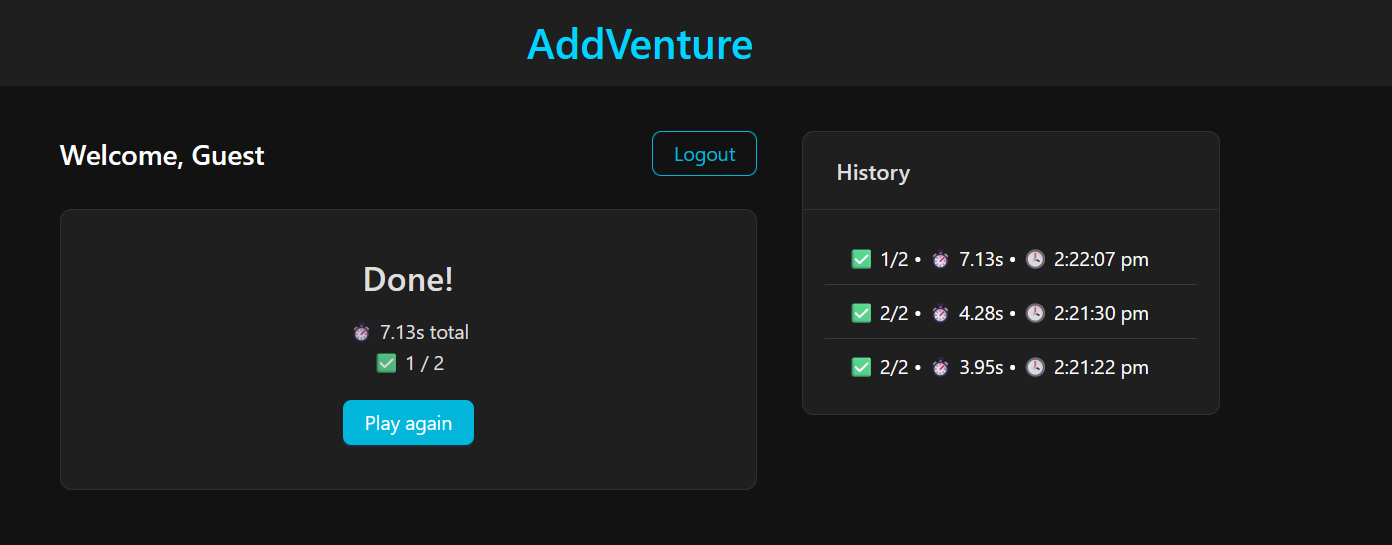 AddVenture
Welcome, Guest
Logout
Done!
⏱️ 7.13s total
✅ 1 / 2
Play again
History
✅ 1/2 • ⏱️ 7.13s • 🕒 2:22:07 pm
✅ 2/2 • ⏱️ 4.28s • 🕒 2:21:30 pm
✅ 2/2 • ⏱️ 3.95s • 🕒 2:21:22 pm